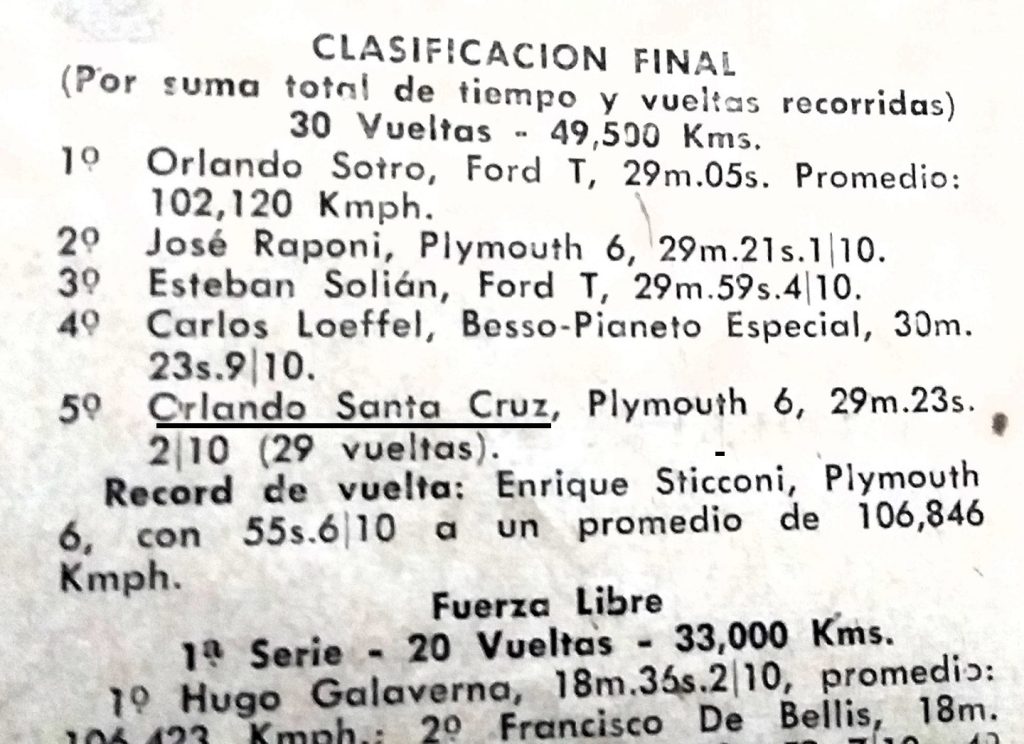 CLASIFICACION FINAL
(Por suma total de tiempo y vueltas recorridas)
30 Vueltas - 49,500 Kms.
1º Orlando Sotro, Ford T, 29m.05s. Promedio:
102,120 Kmph.
2º José Raponi, Plymouth 6, 29m.21s.1|10.
3º Esteban Solián, Ford T, 29m.59s.4|10.
4º Carlos Loeffel, Besso-Pianeto Especial, 30m.
23s.9|10.
5º Orlando Santa Cruz, Plymouth 6, 29m.23s.
2|10 (29 vueltas).
Record de vuelta: Enrique Sticconi, Plymouth
6, con 55s.6|10 a un promedio de 106,846
Kmph.
Fuerza Libre
1ª Serie - 20 Vueltas - 33,000 Kms.
1º Hugo Galaverna, 18m.36s.2|10, promedio:
106,423 Kmph.; 2º Francisco De Bellis, 18m.